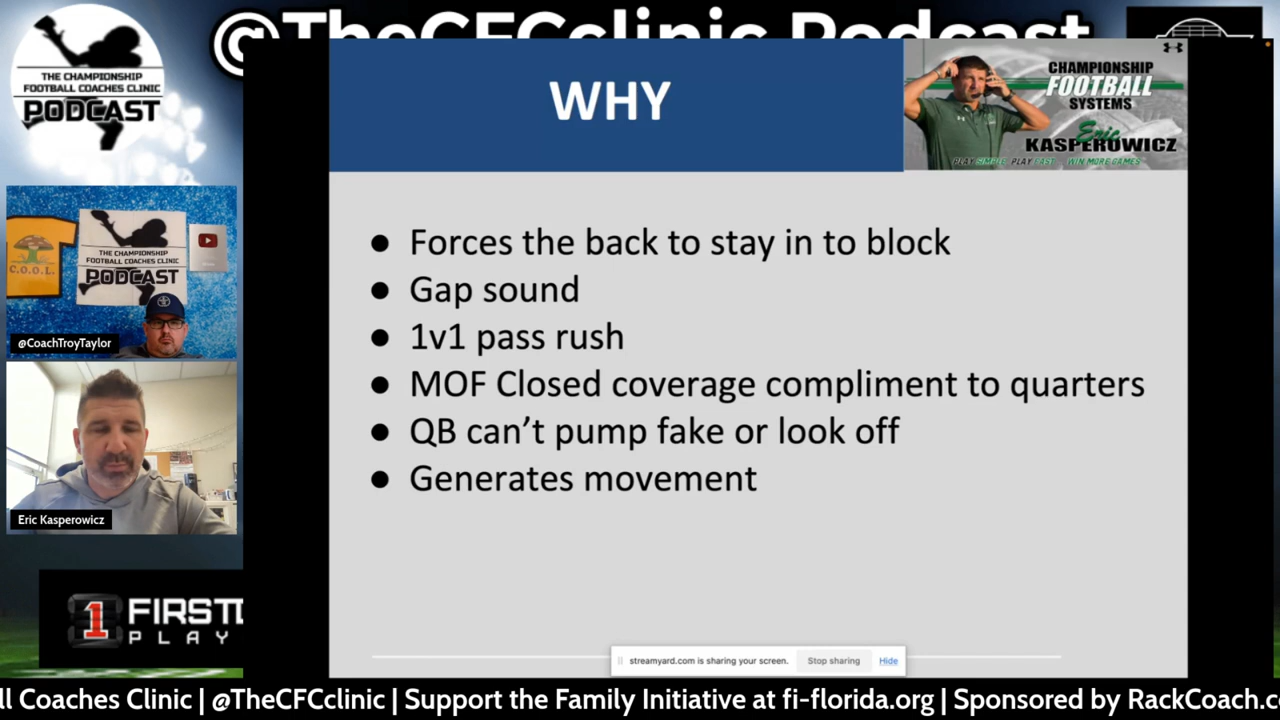 @TheCFCclinic Podcast
THE CHAMPIONSHIP
FOOTBALL COACHES CLINIC
PODCAST
WHY
CHAMPIONSHIP
FOOTBALL
SYSTEMS
Eric
KASPEROWICZ
PLAY SIMPLE PLAY FAST WIN MORE GAMES
C.O.O.L.
THE CHAMPIONSHIP
FOOTBALL COACHES CLINIC
PODCAST
@CoachTroyTaylor
Eric Kasperowicz
● Forces the back to stay in to block
● Gap sound
● 1v1 pass rush
● MOF Closed coverage compliment to quarters
● QB can’t pump fake or look off
● Generates movement
1 FIRST
PLAY
streamyard.com is sharing your screen. Stop sharing Hide
ll Coaches Clinic | @TheCFCclinic | Support the Family Initiative at fi-florida.org | Sponsored by RackCoach.c